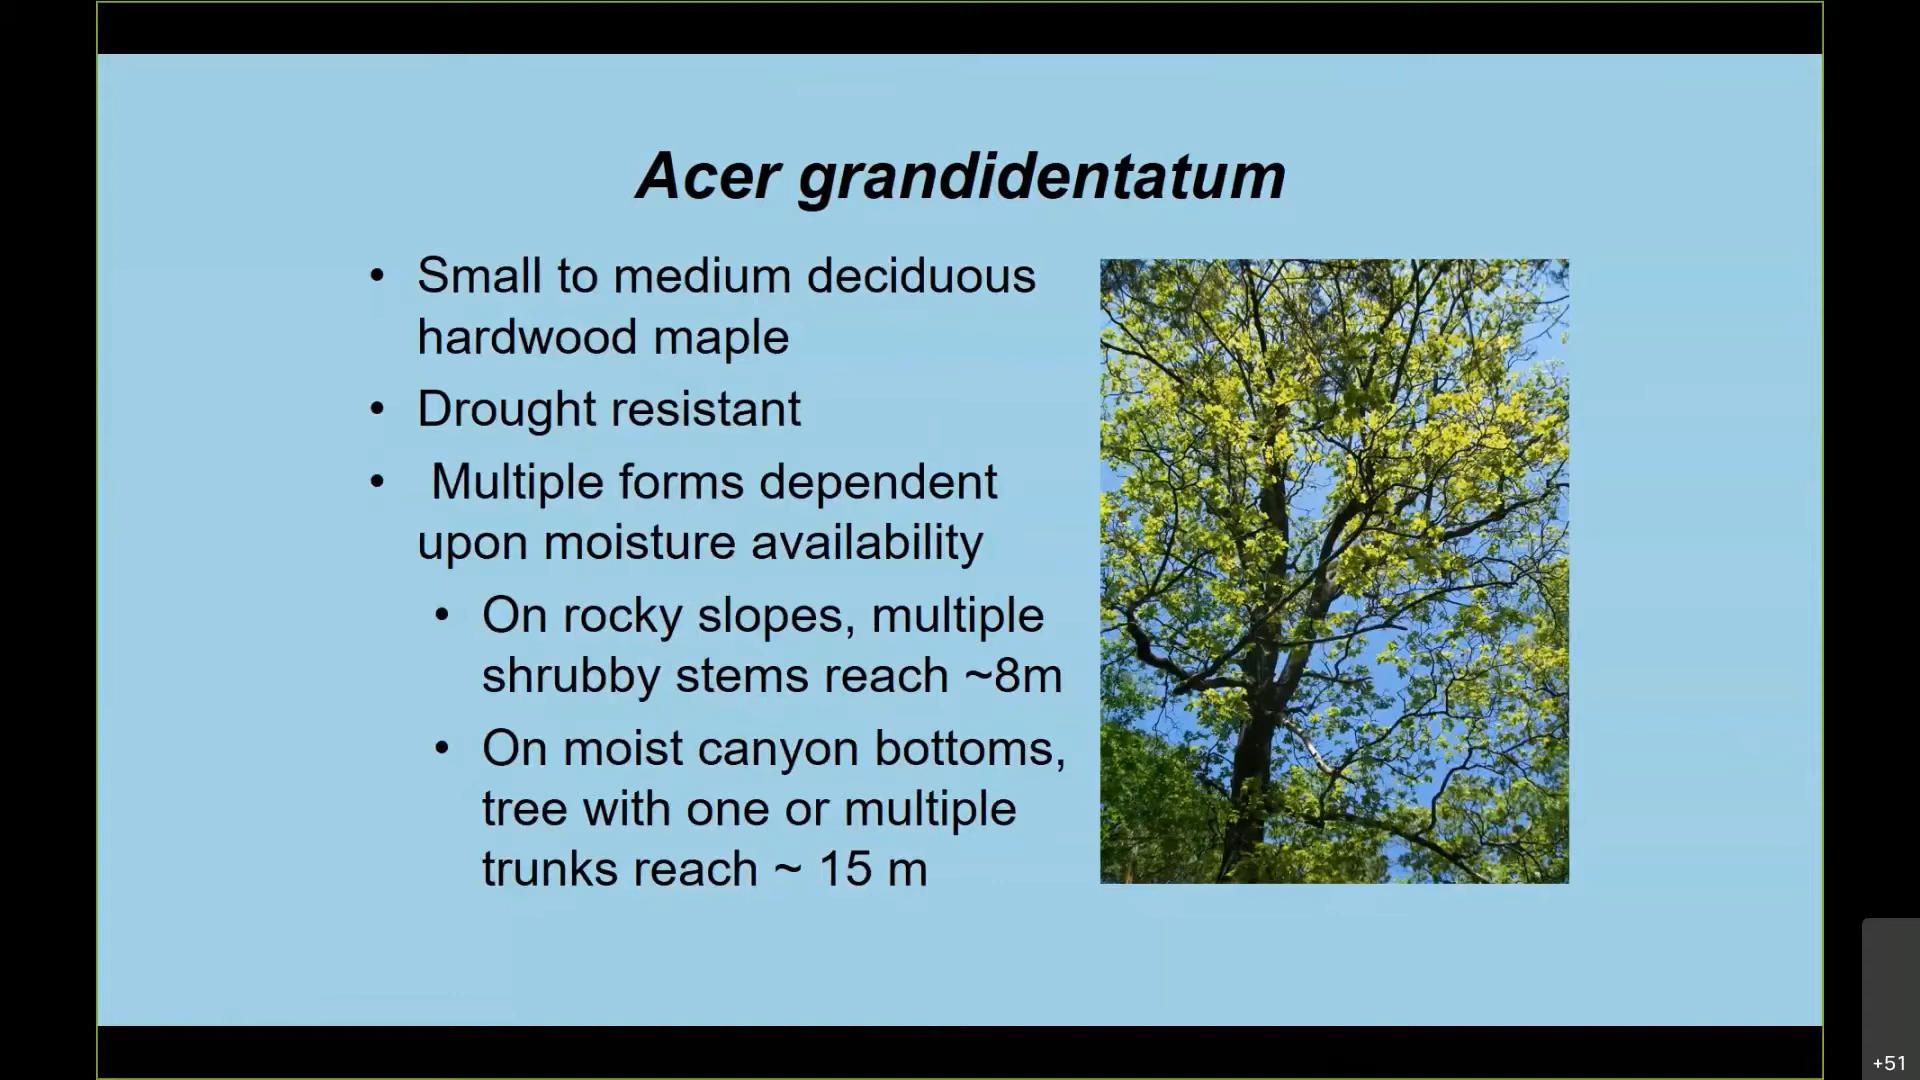 Acer grandidentatum
• Small to medium deciduous
hardwood maple
• Drought resistant
• Multiple forms dependent
upon moisture availability
• On rocky slopes, multiple
shrubby stems reach ~8m
• On moist canyon bottoms,
tree with one or multiple
trunks reach ~ 15 m
+51